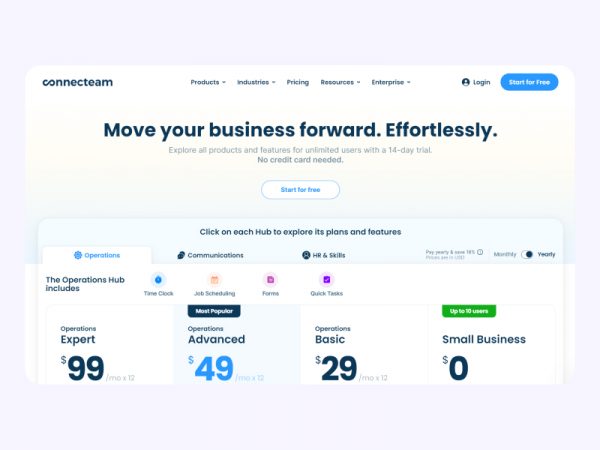 connecteam
Products Industries Pricing Resources Enterprise Login Start for Free
Move your business forward. Effortlessly.
Explore all products and features for unlimited users with a 14-day trial.
No credit card needed.
Start for free
Click on each Hub to explore its plans and features
Operations Communications HR & Skills Pay yearly & save 18% Monthly Yearly
Prices are in USD
The Operations Hub
includes
Time Clock Job Scheduling Forms Quick Tasks
Most Popular Up to 10 users
Operations Operations Operations
Expert Advanced Basic Small Business
$99 /mo x 12 $49 /mo x 12 $29 /mo x 12 $0